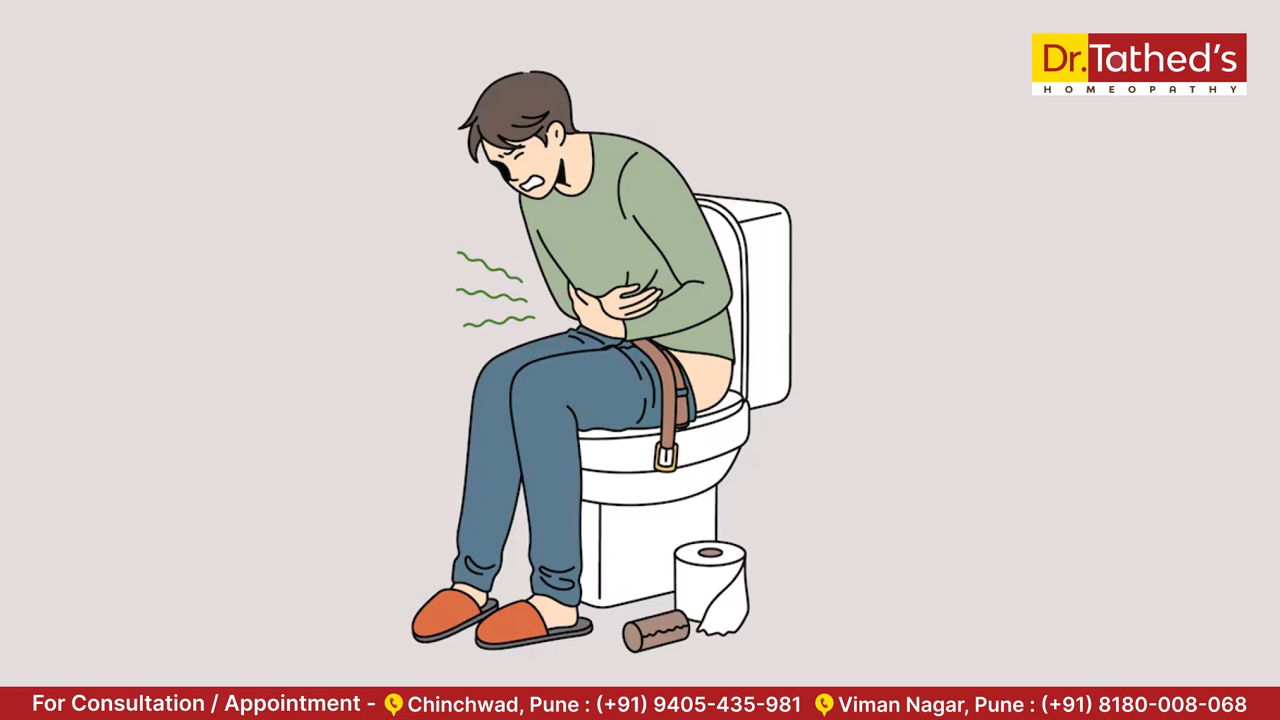 Dr.Tathed's
HOMEOPATHY
For Consultation / Appointment - Chinchwad, Pune : (+91) 9405-435-981 Viman Nagar, Pune : (+91) 8180-008-068